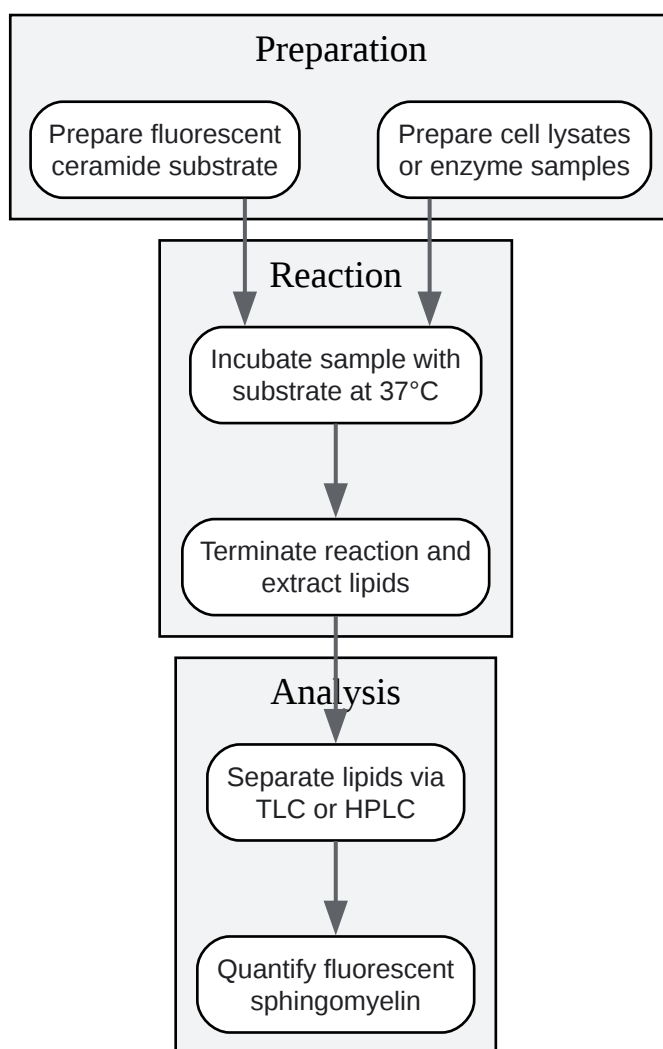 Preparation
Prepare fluorescent
ceramide substrate
Prepare cell lysates
or enzyme samples
Reaction
Incubate sample with
substrate at 37°C
Terminate reaction and
extract lipids
Analysis
Separate lipids via
TLC or HPLC
Quantify fluorescent
sphingomyelin